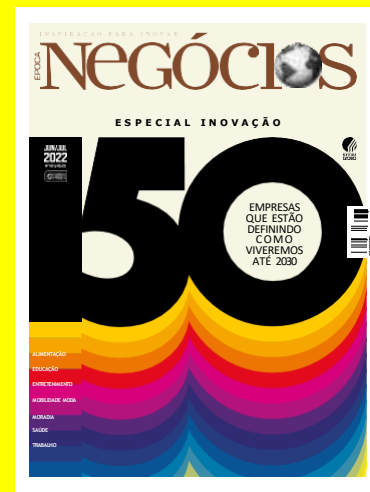 INSPIRAÇÃO PARA INOVAR
ÉPOCA
NeGÓCIOS
ESPECIAL INOVAÇÃO
JUN/JUL
2022
150
EMPRESAS
QUE ESTÃO
DEFININDO
COMO
VIVEREMOS
ATÉ 2030
ALIMENTAÇÃO
EDUCAÇÃO
ENTRETENIMENTO
MOBILIDADE MODA
MORADIA
SAÚDE
TRABALHO